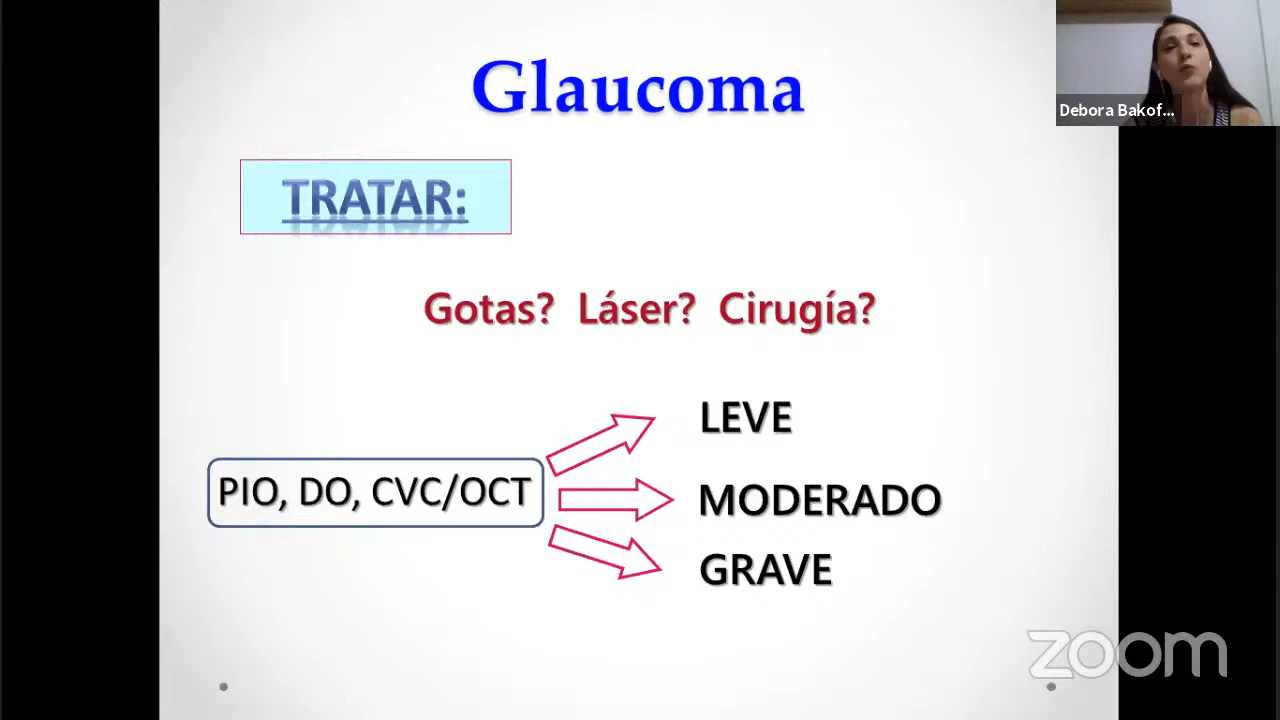 Glaucoma
Debora Bakof...
TRATAR:
Gotas? Láser? Cirugía?
LEVE
PIO, DO, CVC/OCT
MODERADO
GRAVE
zoom